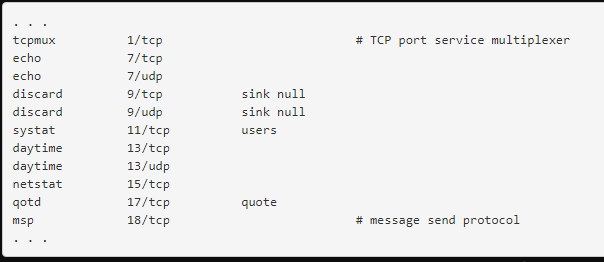 . . .
tcpmux 1/tcp # TCP port service multiplexer
echo 7/tcp
echo 7/udp
discard 9/tcp sink null
discard 9/udp sink null
systat 11/tcp users
daytime 13/tcp
daytime 13/udp
netstat 15/tcp
qotd 17/tcp quote
msp 18/tcp # message send protocol
. . .